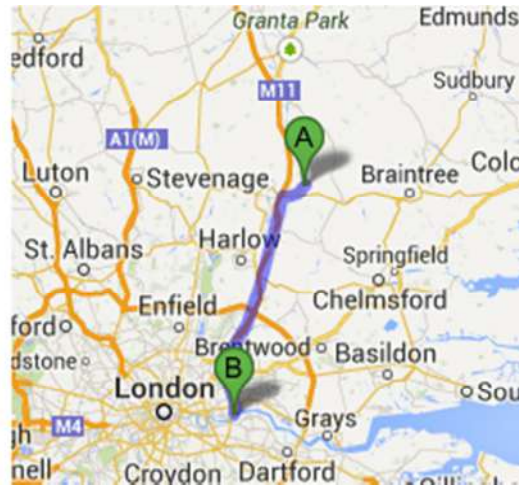 Edmunds
Granta Park
edford
M11
Sudbury
A1(M)
A
Luton
Stevenage
Braintree
Colc
Harlow
St. Albans
Springfield
Chelmsford
Enfield
ford
Brentwood
dstone
B
Basildon
London
Sou
M4
Grays
gh
nell
Croydon
Dartford